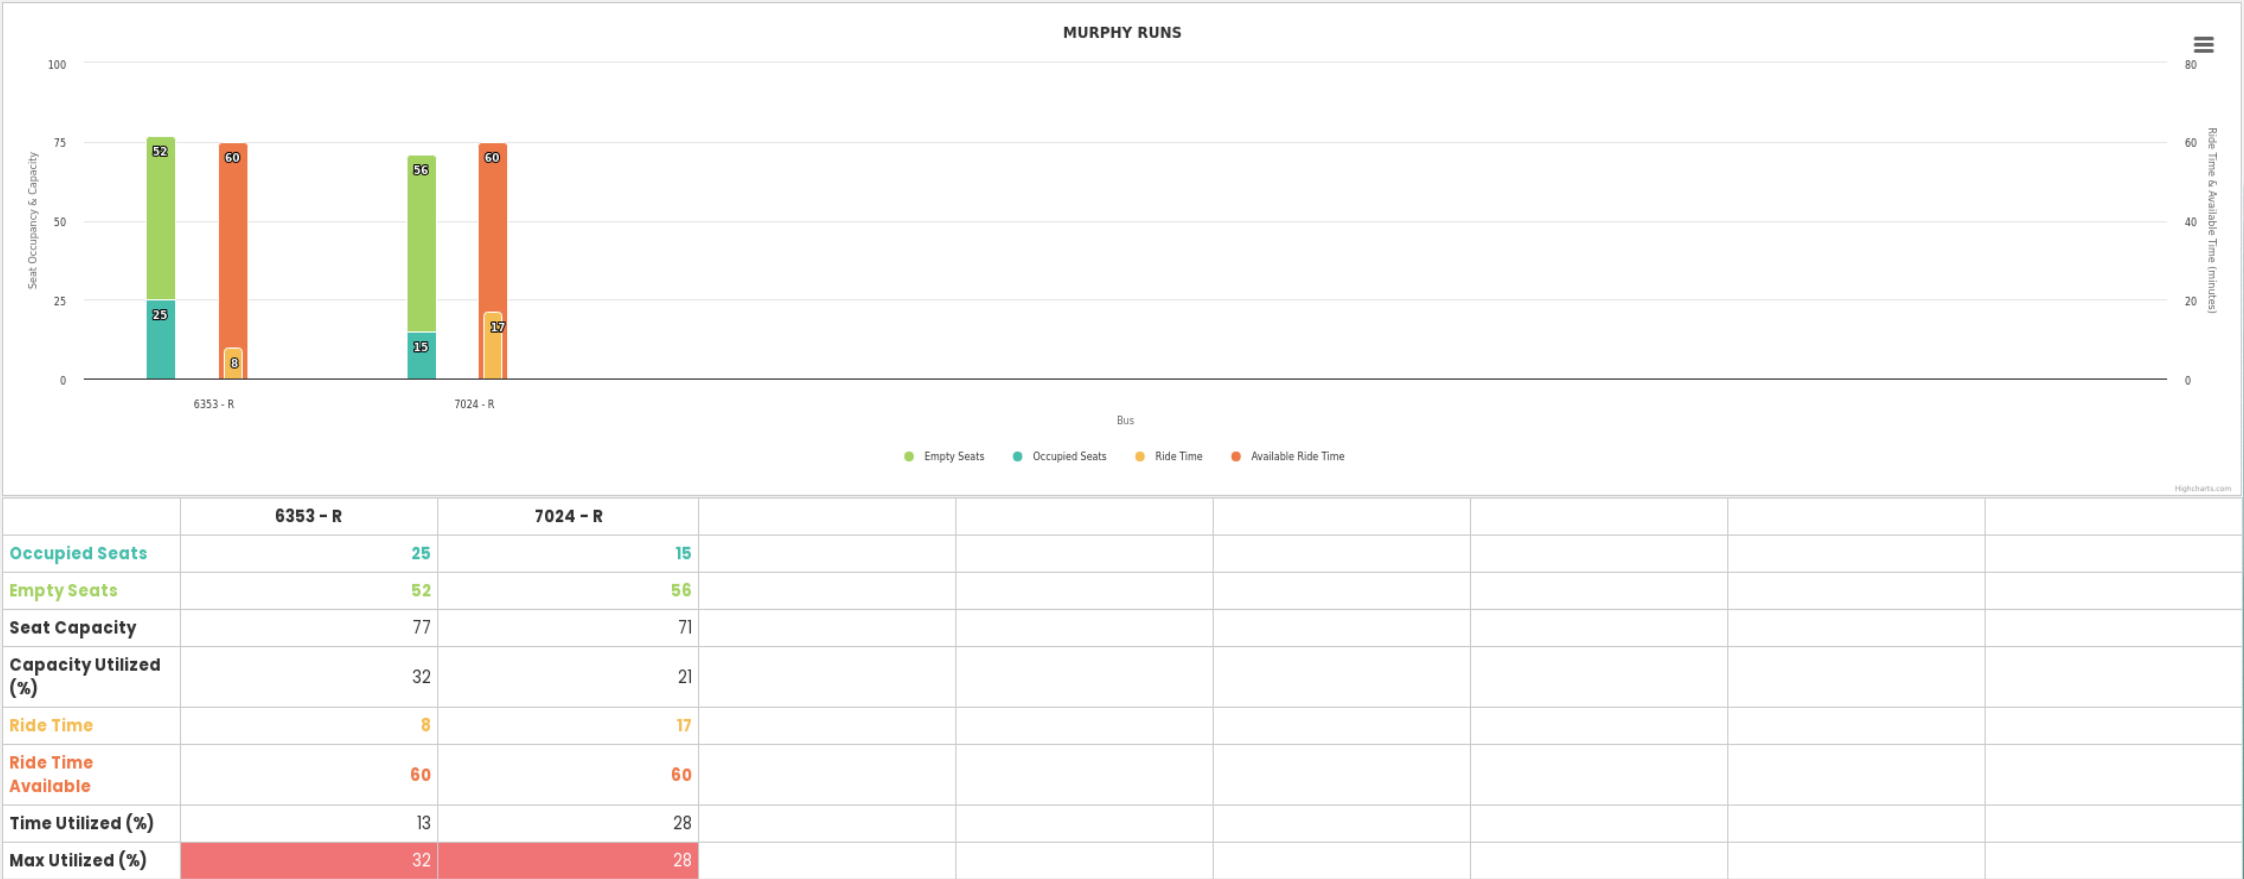 MURPHY RUNS
100
75
50
25
0
Seat Occupancy & Capacity
80
60
40
20
0
Ride Time & Available Time (minutes)
52
25
60
8
56
15
60
17
6353 - R
7024 - R
Bus
Empty Seats
Occupied Seats
Ride Time
Available Ride Time
Highcharts.com
6353 - R 7024 - R
Occupied Seats 25 15
Empty Seats 52 56
Seat Capacity 77 71
Capacity Utilized
(%) 32 21
Ride Time 8 17
Ride Time
Available 60 60
Time Utilized (%) 13 28
Max Utilized (%) 32 28